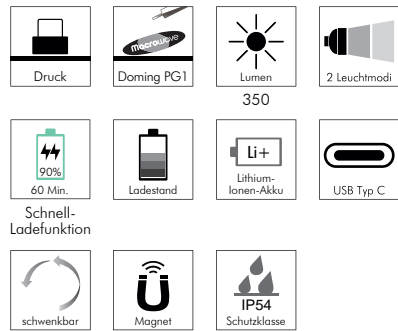 Druck
Macrowave
Doming PG1
Lumen
350
2 Leuchtmodi
90%
60 Min.
Schnell-
Ladefunktion
Ladestand
Li+
Lithium-
Ionen-Akku
USB Typ C
schwenkbar
Magnet
IP54
Schutzklasse